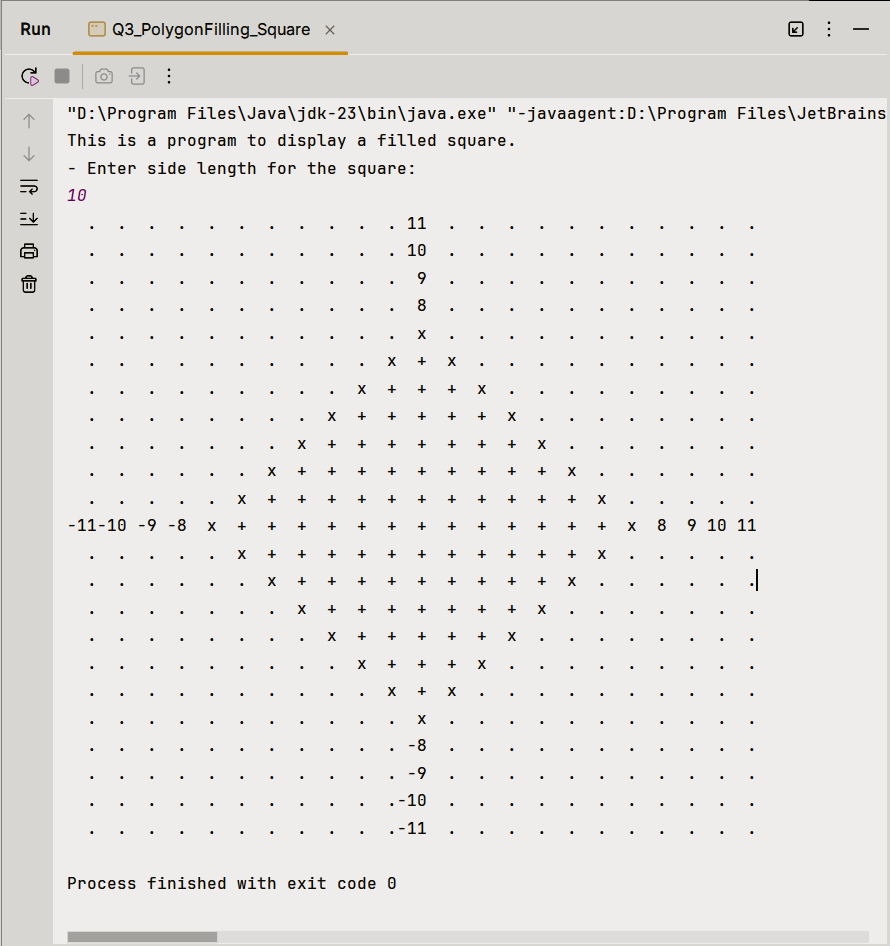 Run Q3_PolygonFilling_Square ×
"D:\Program Files\Java\jdk-23\bin\java.exe" "-javaagent:D:\Program Files\JetBrains
This is a program to display a filled square.
- Enter side length for the square:
10
  .  .  .  .  .  .  .  .  .  .  . 11  .  .  .  .  .  .  .  .  .  .  .
  .  .  .  .  .  .  .  .  .  .  . 10  .  .  .  .  .  .  .  .  .  .  .
  .  .  .  .  .  .  .  .  .  .  .  9  .  .  .  .  .  .  .  .  .  .  .
  .  .  .  .  .  .  .  .  .  .  .  8  .  .  .  .  .  .  .  .  .  .  .
  .  .  .  .  .  .  .  .  .  .  .  x  .  .  .  .  .  .  .  .  .  .  .
  .  .  .  .  .  .  .  .  .  .  x  +  x  .  .  .  .  .  .  .  .  .  .
  .  .  .  .  .  .  .  .  .  x  +  +  +  x  .  .  .  .  .  .  .  .  .
  .  .  .  .  .  .  .  .  x  +  +  +  +  +  x  .  .  .  .  .  .  .  .
  .  .  .  .  .  .  .  x  +  +  +  +  +  +  +  x  .  .  .  .  .  .  .
  .  .  .  .  .  .  x  +  +  +  +  +  +  +  +  +  x  .  .  .  .  .  .
  .  .  .  .  .  x  +  +  +  +  +  +  +  +  +  +  +  x  .  .  .  .  .
-11-10 -9 -8  x  +  +  +  +  +  +  +  +  +  +  +  +  +  x  8  9 10 11
  .  .  .  .  .  x  +  +  +  +  +  +  +  +  +  +  +  x  .  .  .  .  .
  .  .  .  .  .  .  x  +  +  +  +  +  +  +  +  +  x  .  .  .  .  .  .
  .  .  .  .  .  .  .  x  +  +  +  +  +  +  +  x  .  .  .  .  .  .  .
  .  .  .  .  .  .  .  .  x  +  +  +  +  +  x  .  .  .  .  .  .  .  .
  .  .  .  .  .  .  .  .  .  x  +  +  +  x  .  .  .  .  .  .  .  .  .
  .  .  .  .  .  .  .  .  .  .  x  +  x  .  .  .  .  .  .  .  .  .  .
  .  .  .  .  .  .  .  .  .  .  .  x  .  .  .  .  .  .  .  .  .  .  .
  .  .  .  .  .  .  .  .  .  .  . -8  .  .  .  .  .  .  .  .  .  .  .
  .  .  .  .  .  .  .  .  .  .  . -9  .  .  .  .  .  .  .  .  .  .  .
  .  .  .  .  .  .  .  .  .  .  .-10  .  .  .  .  .  .  .  .  .  .  .
  .  .  .  .  .  .  .  .  .  .  .-11  .  .  .  .  .  .  .  .  .  .  .
Process finished with exit code 0